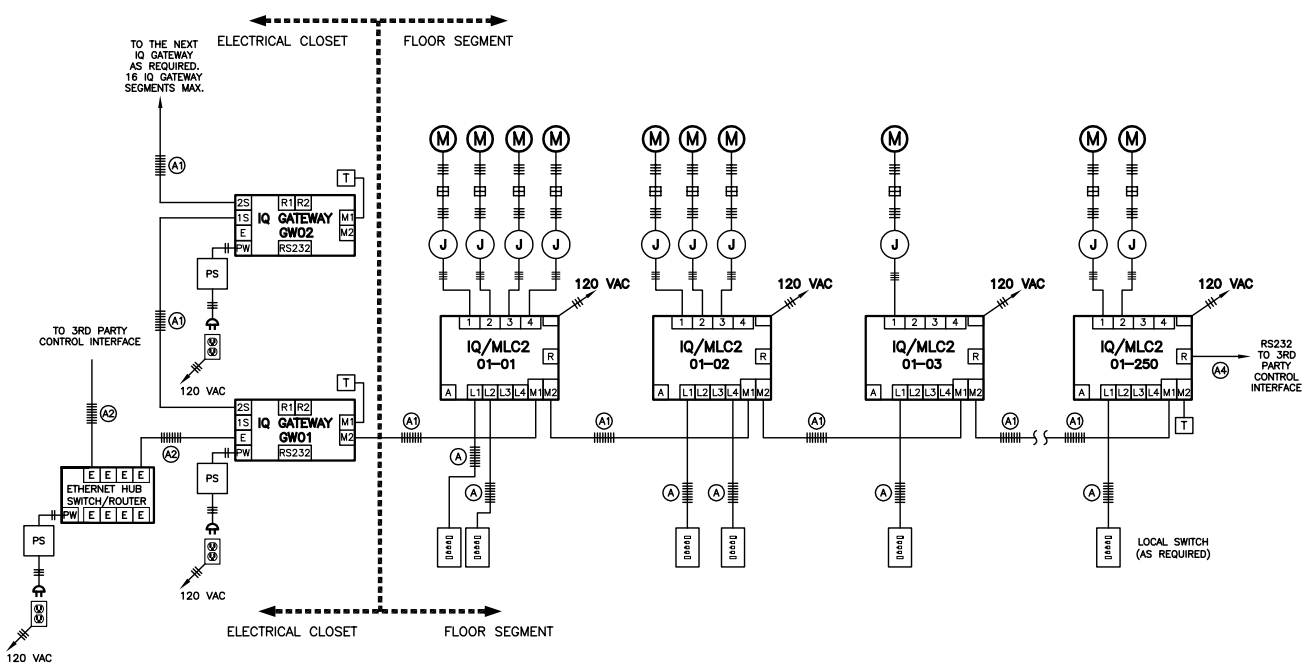 ELECTRICAL CLOSET
FLOOR SEGMENT
TO THE NEXT
IQ GATEWAY
AS REQUIRED.
16 IQ GATEWAY
SEGMENTS MAX.
A1
T
2S
R1 R2
1S
IQ GATEWAY
M1
E
GW02
M2
PW
RS232
PS
120 VAC
A1
TO 3RD PARTY
CONTROL INTERFACE
A2
T
2S
R1 R2
1S
IQ GATEWAY
M1
E
GW01
M2
PW
RS232
A2
PS
120 VAC
E E E E
ETHERNET HUB
SWITCH/ROUTER
PW E E E E
PS
120 VAC
M M M M
J J J J
120 VAC
1 2 3 4
IQ/MLC2
01-01
R
A L1 L2 L3 L4 M1 M2
A1
A
A
M M M
J J J
120 VAC
1 2 3 4
IQ/MLC2
01-02
R
A L1 L2 L3 L4 M1 M2
A1
A
A
M
J
120 VAC
1 2 3 4
IQ/MLC2
01-03
R
A L1 L2 L3 L4 M1 M2
A1
A
M M
J J
120 VAC
1 2 3 4
IQ/MLC2
01-250
R
A L1 L2 L3 L4 M1 M2
A1
A1
T
A
A4
RS232
TO 3RD
PARTY
CONTROL
INTERFACE
LOCAL SWITCH
(AS REQUIRED)
ELECTRICAL CLOSET
FLOOR SEGMENT